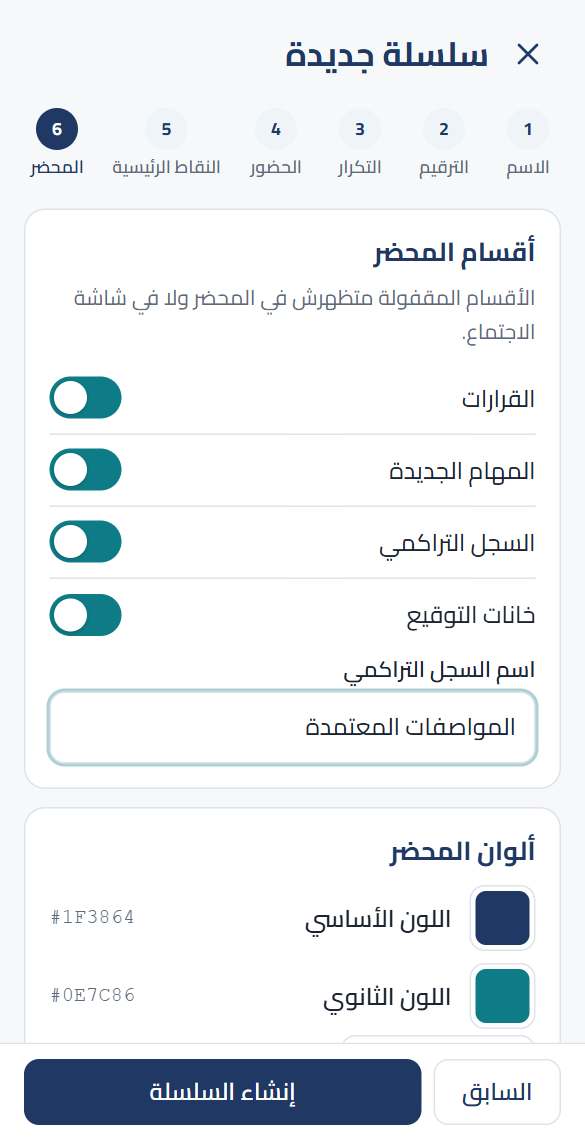 سلسلة جديدة
1 2 3 4 5 6
الاسم الترقيم التكرار الحضور النقاط الرئيسية المحضر
أقسام المحضر
الأقسام المقفولة متظهرش في المحضر ولا في شاشة
الاجتماع.
القرارات
المهام الجديدة
السجل التراكمي
خانات التوقيع
اسم السجل التراكمي
المواصفات المعتمدة
ألوان المحضر
اللون الأساسي #1F3864
اللون الثانوي #0E7C86
السابق إنشاء السلسلة